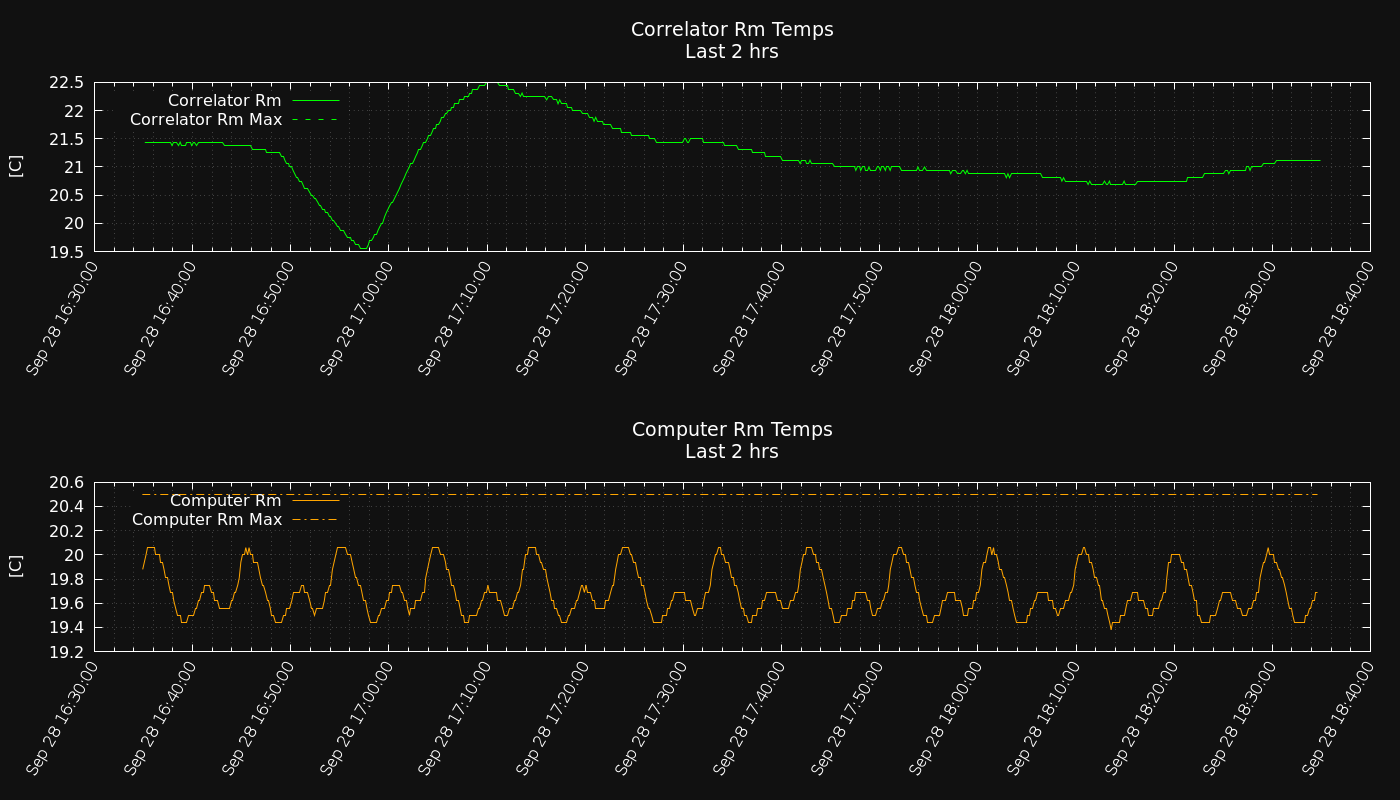 Correlator Rm Temps
Last 2 hrs
22.5
22
21.5
21
20.5
20
19.5
[C]
Correlator Rm
Correlator Rm Max
Sep 28 16:30:00
Sep 28 16:40:00
Sep 28 16:50:00
Sep 28 17:00:00
Sep 28 17:10:00
Sep 28 17:20:00
Sep 28 17:30:00
Sep 28 17:40:00
Sep 28 17:50:00
Sep 28 18:00:00
Sep 28 18:10:00
Sep 28 18:20:00
Sep 28 18:30:00
Sep 28 18:40:00
Computer Rm Temps
Last 2 hrs
20.6
20.4
20.2
20
19.8
19.6
19.4
19.2
[C]
Computer Rm
Computer Rm Max
Sep 28 16:30:00
Sep 28 16:40:00
Sep 28 16:50:00
Sep 28 17:00:00
Sep 28 17:10:00
Sep 28 17:20:00
Sep 28 17:30:00
Sep 28 17:40:00
Sep 28 17:50:00
Sep 28 18:00:00
Sep 28 18:10:00
Sep 28 18:20:00
Sep 28 18:30:00
Sep 28 18:40:00